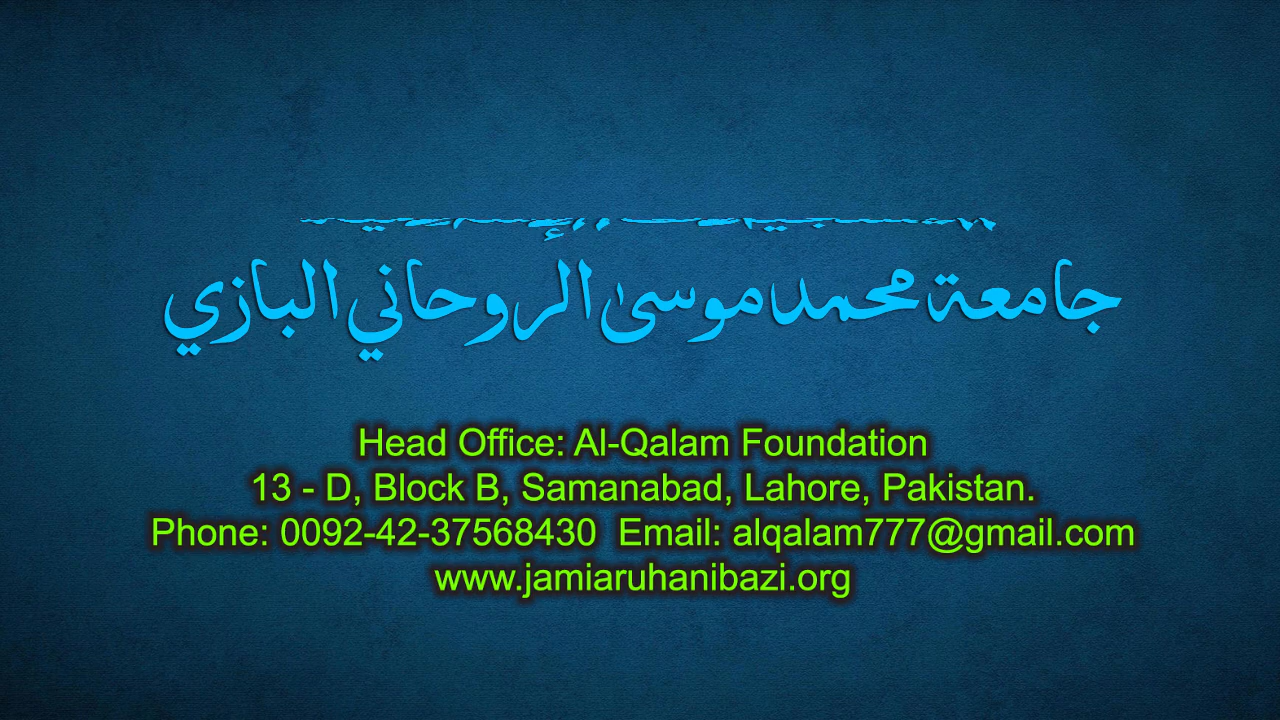 جامعة محمد موسىٰ الروحاني البازي
Head Office: Al-Qalam Foundation
13 - D, Block B, Samanabad, Lahore, Pakistan.
Phone: 0092-42-37568430 Email: alqalam777@gmail.com
www.jamiaruhanibazi.org